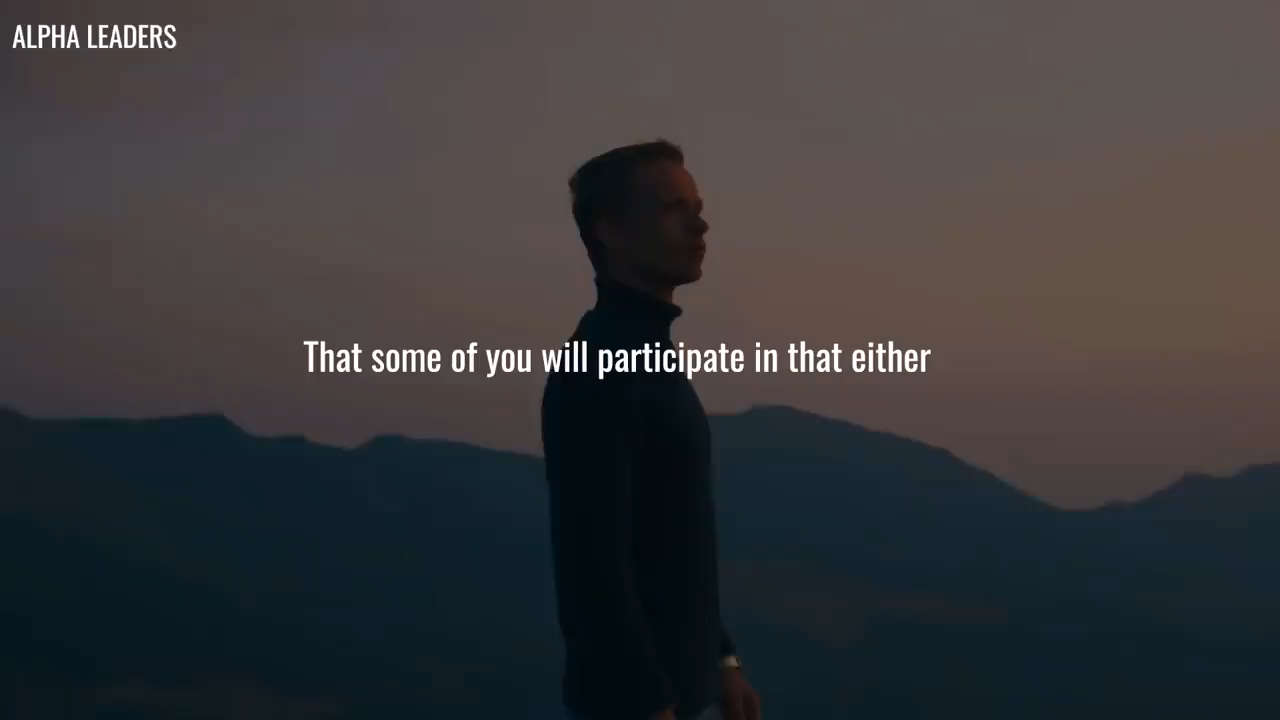 ALPHA LEADERS
That some of you will participate in that either